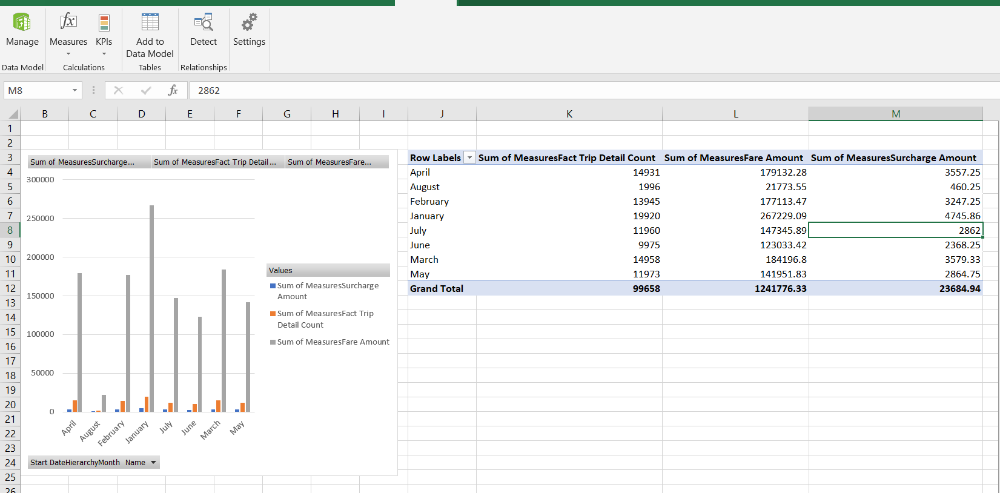 Manage
Measures
KPIs
Add to
Data Model
Detect
Settings
Data Model
Calculations
Tables
Relationships
M8
fx
2862
B C D E F G H I J K L M
1
2
3
Row Labels Sum of MeasuresFact Trip Detail Count Sum of MeasuresFare Amount Sum of MeasuresSurcharge Amount
4
April 14931 179132.28 3557.25
5
August 1996 21773.55 460.25
6
February 13945 177113.47 3247.25
7
January 19920 267229.09 4745.86
8
July 11960 147345.89 2862
9
June 9975 123033.42 2368.25
10
March 14958 184196.8 3579.33
11
May 11973 141951.83 2864.75
12
Grand Total 99658 1241776.33 23684.94
13
14
15
16
17
18
19
20
21
22
23
24
25
26
Sum of MeasuresSurcharge... Sum of MeasuresFact Trip Detail ... Sum of MeasuresFare...
300000
250000
200000
150000
100000
50000
0
April
August
February
January
July
June
March
May
Values
Sum of MeasuresSurcharge
Amount
Sum of MeasuresFact Trip
Detail Count
Sum of MeasuresFare Amount
Start DateHierarchyMonth Name